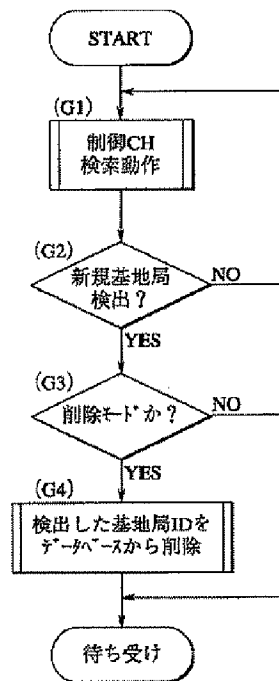 START
(G1)
制御CH
検索動作
(G2)
新規基地局
検出？
NO
YES
(G3)
削除ﾓｰﾄﾞか？
NO
YES
(G4)
検出した基地局IDを
ﾃﾞｰﾀﾍﾞｰｽから削除
待ち受け